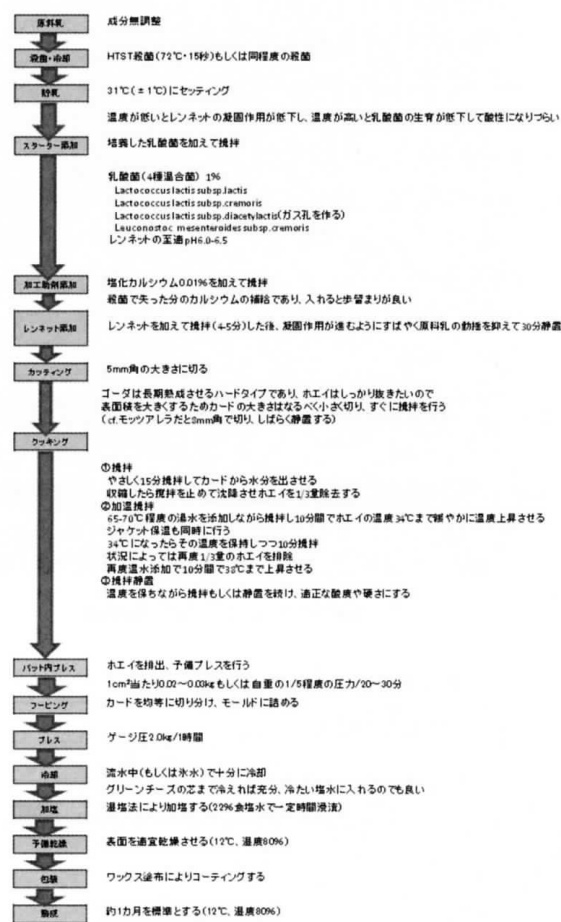 原料乳
成分無調整
殺菌・冷却
HTST殺菌(72℃・15秒)もしくは同程度の殺菌
貯乳
31℃(±1℃)にセッティング
温度が低いとレンネットの凝固作用が低下し、温度が高いと乳酸菌の生育が低下して酸性になりづらい
スターター添加
培養した乳酸菌を加えて撹拌
乳酸菌(4種混合菌) 1%
Lactococcus lactis subsp.lactis
Lactococcus lactis subsp.cremoris
Lactococcus lactis subsp.diacetylactis(ガス孔を作る)
Leuconostoc mesenteroides subsp.cremoris
レンネットの至適pH6.0-6.5
加工助剤添加
塩化カルシウム0.01%を加えて撹拌
殺菌で失った分のカルシウムの補給であり、入れると歩留まりが良い
レンネット添加
レンネットを加えて撹拌(4-5分)した後、凝固作用が進むようにすばやく原料乳の動揺を抑えて30分静置
カッティング
5mm角の大きさに切る
ゴーダは長期熟成させるハードタイプであり、ホエイはしっかり抜きたいので
表面積を大きくするためカードの大きさはなるべく小さく切り、すぐに撹拌を行う
(cf.モッツアレラだと8mm角で切り、しばらく静置する)
クッキング
①撹拌
やさしく15分撹拌してカードから水分を出させる
収縮したら撹拌を止めて沈降させホエイを1/3量除去する
②加温撹拌
65-70℃程度の湯水を添加しながら撹拌し10分間でホエイの温度34℃まで緩やかに温度上昇させる
ジャケット保温も同時に行う
34℃になったらその温度を保持しつつ10分撹拌
状況によっては再度1/3量のホエイを排除
再度温水添加で10分間で38℃まで上昇させる
③撹拌静置
温度を保ちながら撹拌もしくは静置を続け、適正な酸度や硬さにする
バット内プレス
ホエイを排出、予備プレスを行う
1cm²当たり0.02〜0.03kgもしくは自重の1/5程度の圧力/20〜30分
フーピング
カードを均等に切り分け、モールドに詰める
プレス
ゲージ圧2.0kg/1時間
冷却
流水中(もしくは氷水)で十分に冷却
グリーンチーズの芯まで冷えれば充分、冷たい塩水に入れるのでも良い
加塩
湿塩法により加塩する(22%食塩水で一定時間浸漬)
予備乾燥
表面を適宜乾燥させる(12℃、湿度80%)
包装
ワックス塗布によりコーティングする
熟成
約1カ月を標準とする(12℃、湿度80%)